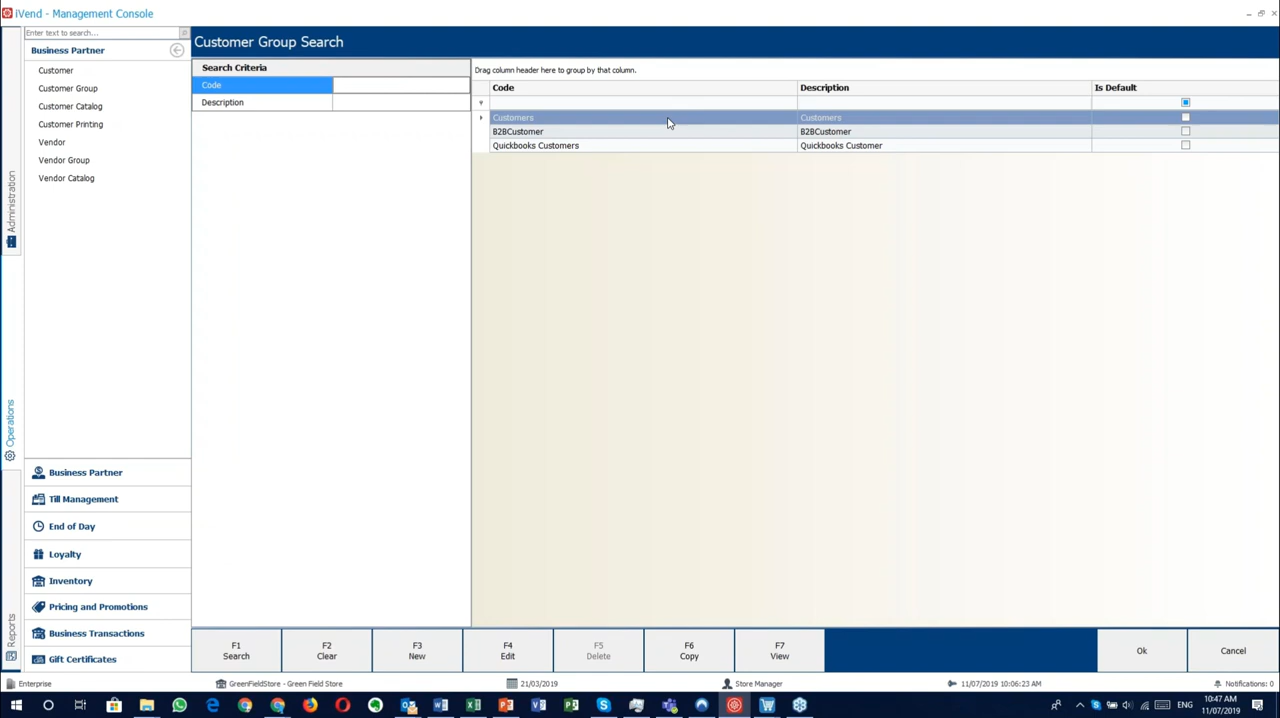 iVend - Management Console
Enter text to search...
Business Partner
Customer
Customer Group
Customer Catalog
Customer Printing
Vendor
Vendor Group
Vendor Catalog
Administration
Operations
Reports
Business Partner
Till Management
End of Day
Loyalty
Inventory
Pricing and Promotions
Business Transactions
Gift Certificates
Customer Group Search
Search Criteria
Code
Description
Drag column header here to group by that column.
Code Description Is Default
Customers Customers
B2BCustomer B2BCustomer
Quickbooks Customers Quickbooks Customer
F1 Search
F2 Clear
F3 New
F4 Edit
F5 Delete
F6 Copy
F7 View
Ok
Cancel
Enterprise GreenFieldStore - Green Field Store 21/03/2019 Store Manager 11/07/2019 10:06:23 AM Notifications: 0
ENG
10:47 AM
11/07/2019